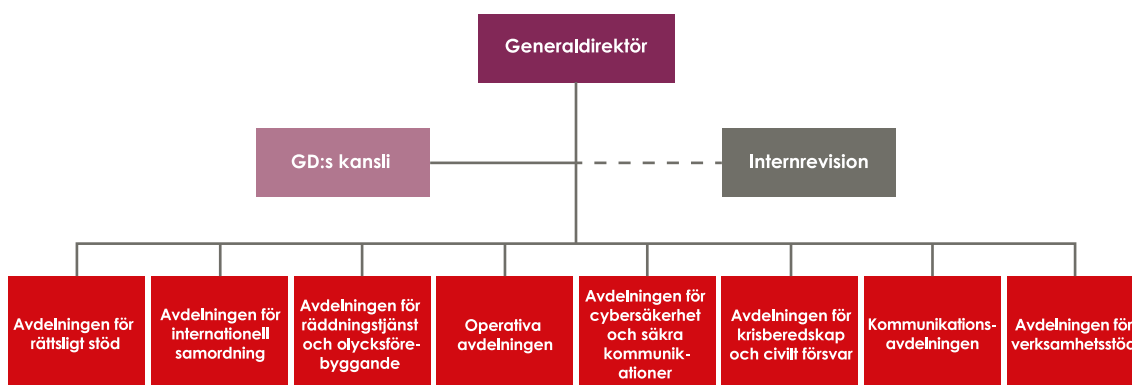 Generaldirektör
GD:s kansli
Internrevision
Avdelningen för
rättsligt stöd
Avdelningen för
internationell
samordning
Avdelningen för
räddningstjänst
och olycksföre-
byggande
Operativa
avdelningen
Avdelningen för
cybersäkerhet
och säkra
kommunik-
ationer
Avdelningen för
krisberedskap
och civilt försvar
Kommunikations-
avdelningen
Avdelningen för
verksamhetsstöd